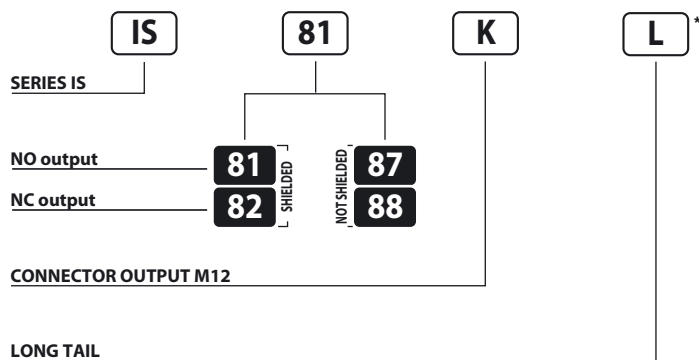 IS 81 K L *
SERIES IS
NO output 81 87
NC output 82 88
SHIELDED
NOT SHIELDED
CONNECTOR OUTPUT M12
LONG TAIL